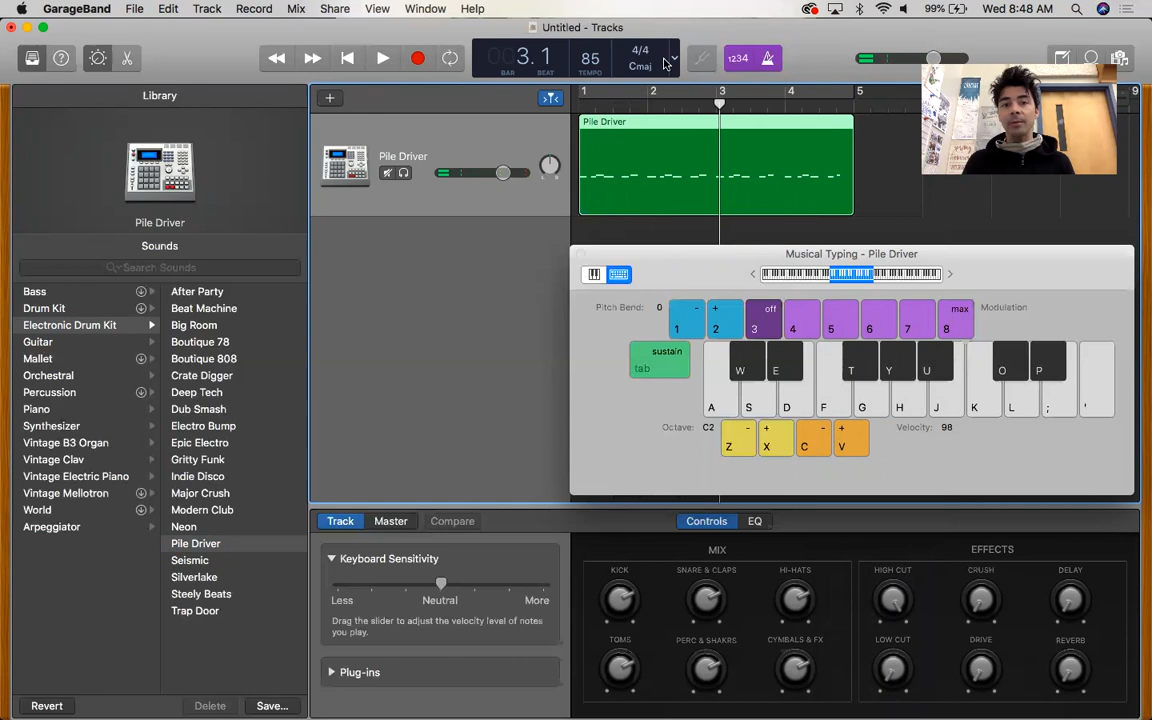 GarageBand File Edit Track Record Mix Share View Window Help 99% Wed 8:48 AM
Untitled - Tracks
003.1 85 4/4 Cmaj 1234
BAR BEAT TEMPO
Library
1 2 3 4 5 9
Pile Driver
Pile Driver
Pile Driver
Sounds
Search Sounds
Bass
Drum Kit
Electronic Drum Kit
Guitar
Mallet
Orchestral
Percussion
Piano
Synthesizer
Vintage B3 Organ
Vintage Clav
Vintage Electric Piano
Vintage Mellotron
World
Arpeggiator
After Party
Beat Machine
Big Room
Boutique 78
Boutique 808
Crate Digger
Deep Tech
Dub Smash
Electro Bump
Epic Electro
Gritty Funk
Indie Disco
Major Crush
Modern Club
Neon
Pile Driver
Seismic
Silverlake
Steely Beats
Trap Door
Revert Delete Save...
Musical Typing - Pile Driver
Pitch Bend: 0 - + off max Modulation
1 2 3 4 5 6 7 8
sustain
tab
W E T Y U O P
A S D F G H J K L ; '
Octave: C2 - + - + Velocity: 98
Z X C V
Track Master Compare Controls EQ
Keyboard Sensitivity
Less Neutral More
Drag the slider to adjust the velocity level of notes
you play.
Plug-ins
MIX EFFECTS
KICK SNARE & CLAPS HI-HATS HIGH CUT CRUSH DELAY
TOMS PERC & SHAKRS CYMBALS & FX LOW CUT DRIVE REVERB